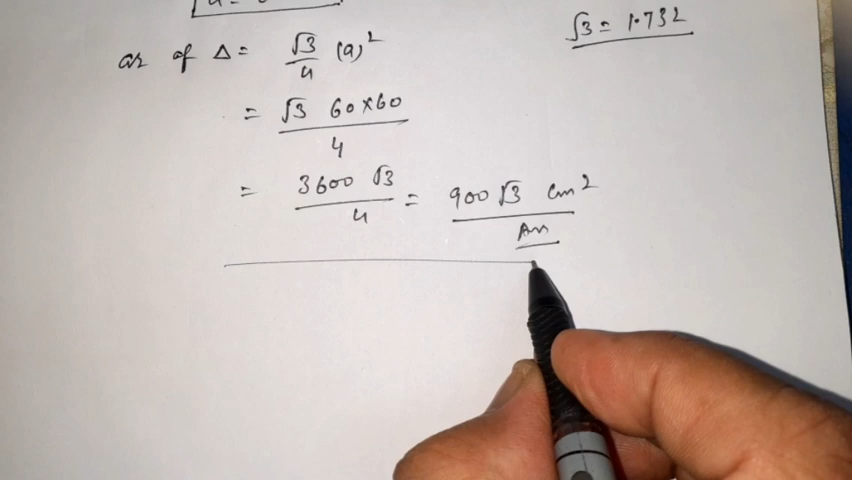 √3 = 1.732
ar of Δ = √3/4 (a)²
= √3 60×60/4
= 3600 √3/4 = 900√3 cm²
An